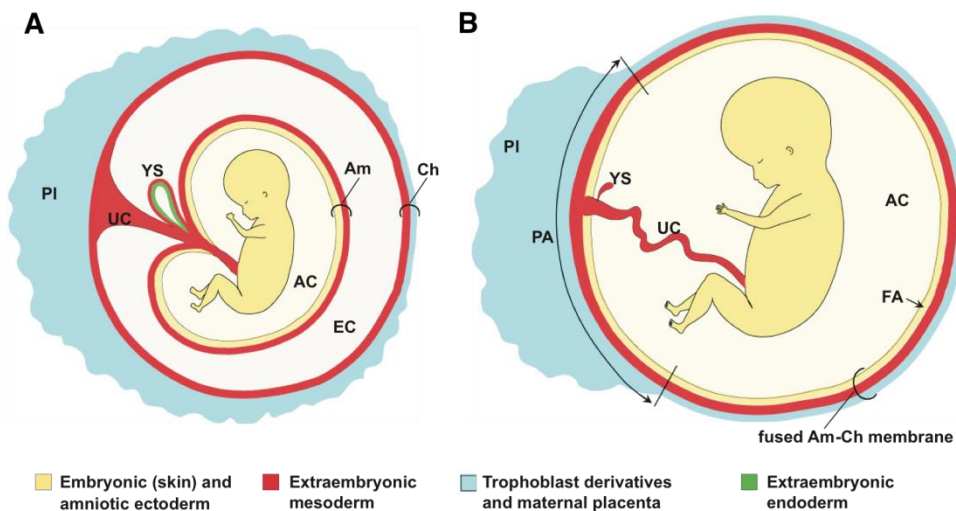 A
B
YS
Am
Ch
Pl
UC
AC
EC
Pl
YS
PA
UC
AC
FA
fused Am-Ch membrane
Embryonic (skin) and
amniotic ectoderm
Extraembryonic
mesoderm
Trophoblast derivatives
and maternal placenta
Extraembryonic
endoderm